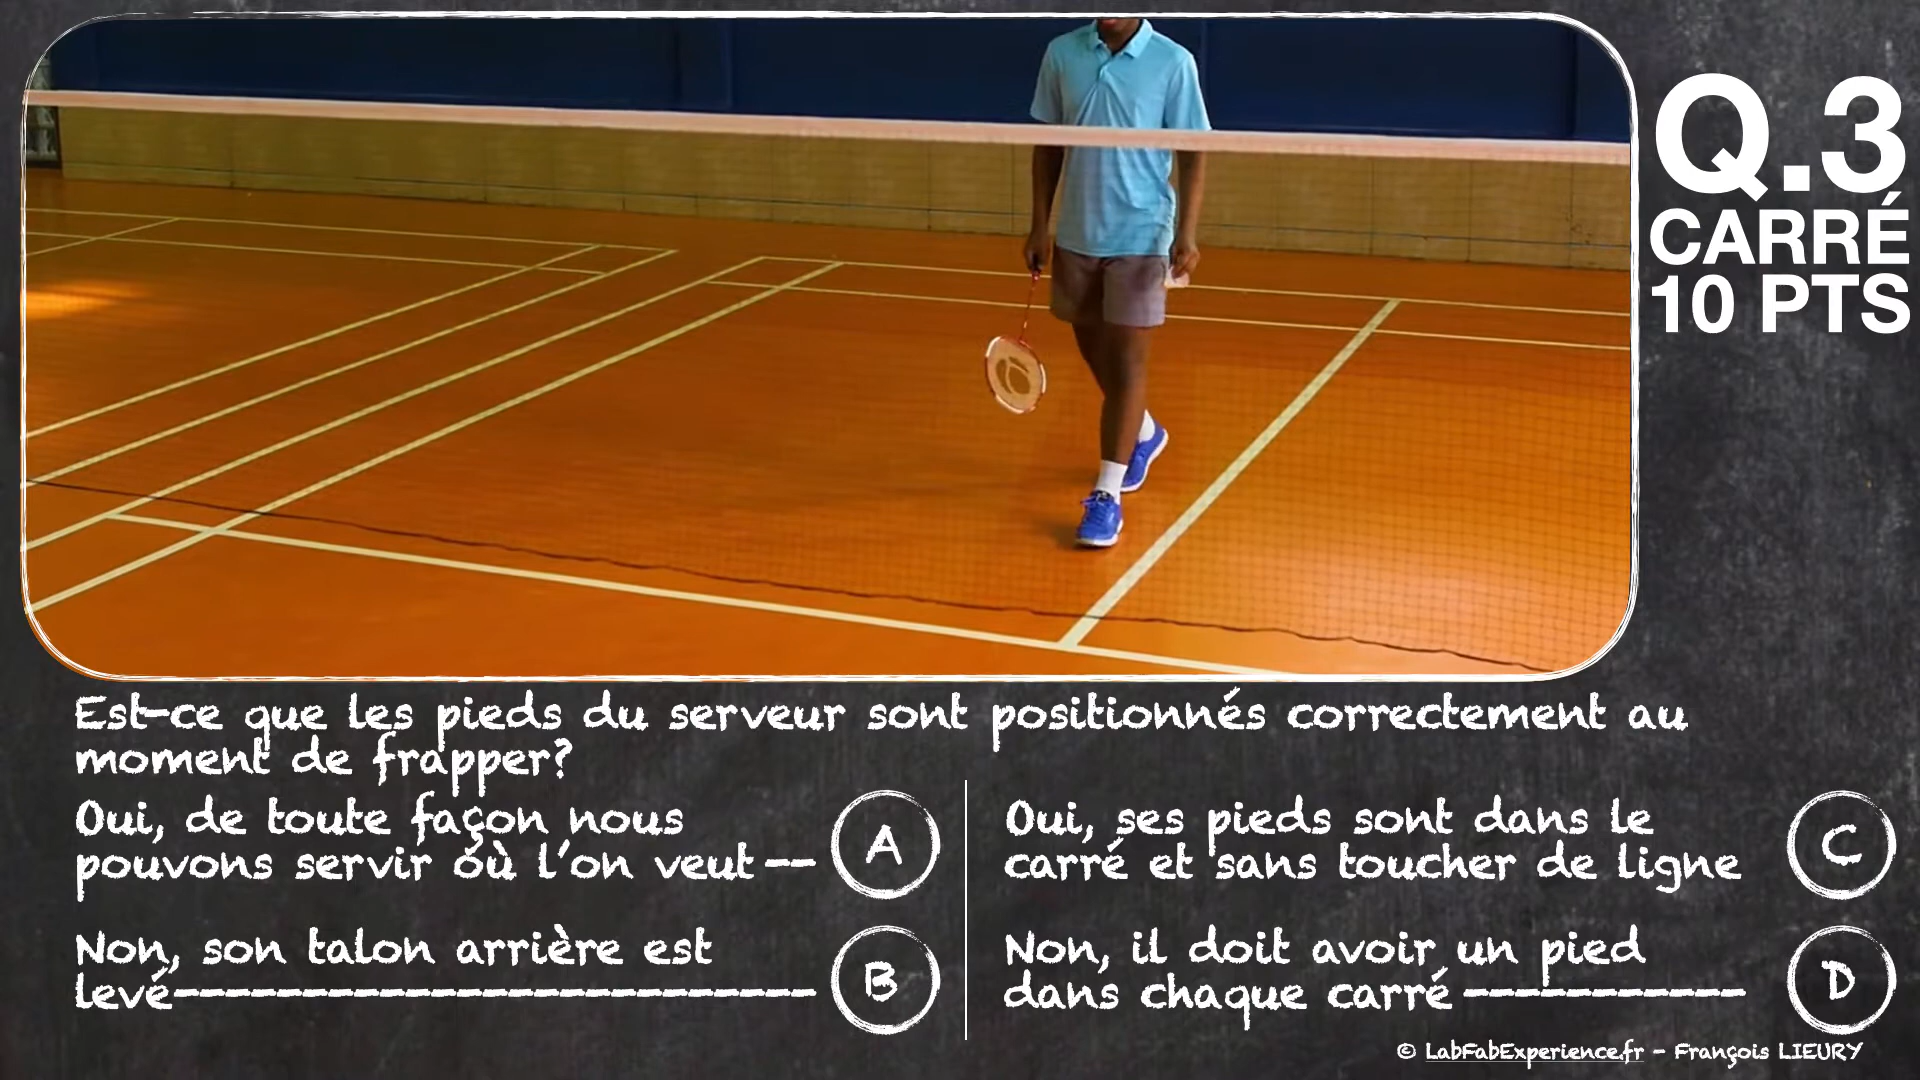 Q.3
CARRÉ
10 PTS
Est-ce que les pieds du serveur sont positionnés correctement au
moment de frapper?
Oui, de toute façon nous
pouvons servir où l'on veut --
A
Non, son talon arrière est
levé-------------------------
B
Oui, ses pieds sont dans le
carré et sans toucher de ligne
C
Non, il doit avoir un pied
dans chaque carré -----------
D
© LabFabExperience.fr - François LIEURY